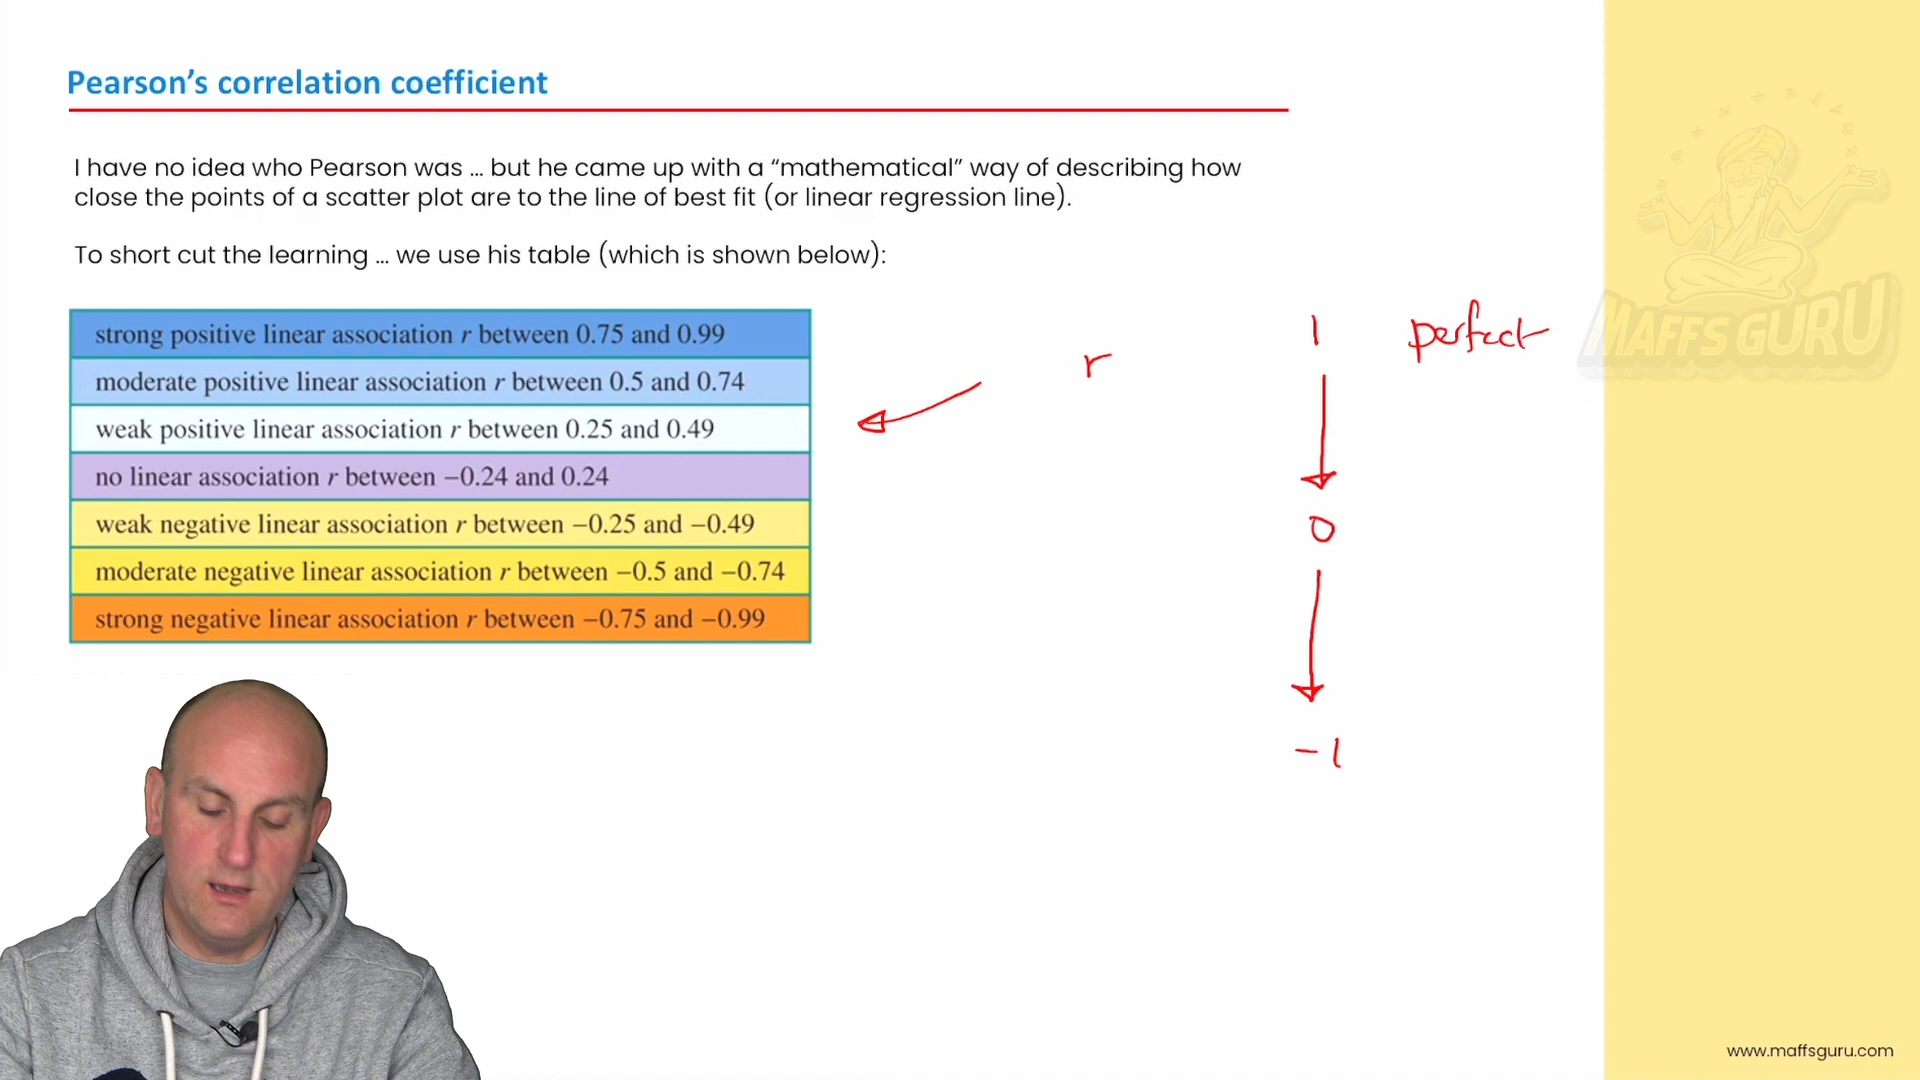 Pearson’s correlation coefficient
I have no idea who Pearson was ... but he came up with a “mathematical” way of describing how
close the points of a scatter plot are to the line of best fit (or linear regression line).
To short cut the learning ... we use his table (which is shown below):
strong positive linear association r between 0.75 and 0.99
moderate positive linear association r between 0.5 and 0.74
weak positive linear association r between 0.25 and 0.49
no linear association r between −0.24 and 0.24
weak negative linear association r between −0.25 and −0.49
moderate negative linear association r between −0.5 and −0.74
strong negative linear association r between −0.75 and −0.99
r
1 perfect
0
-1
MAFFS GURU
www.maffsguru.com